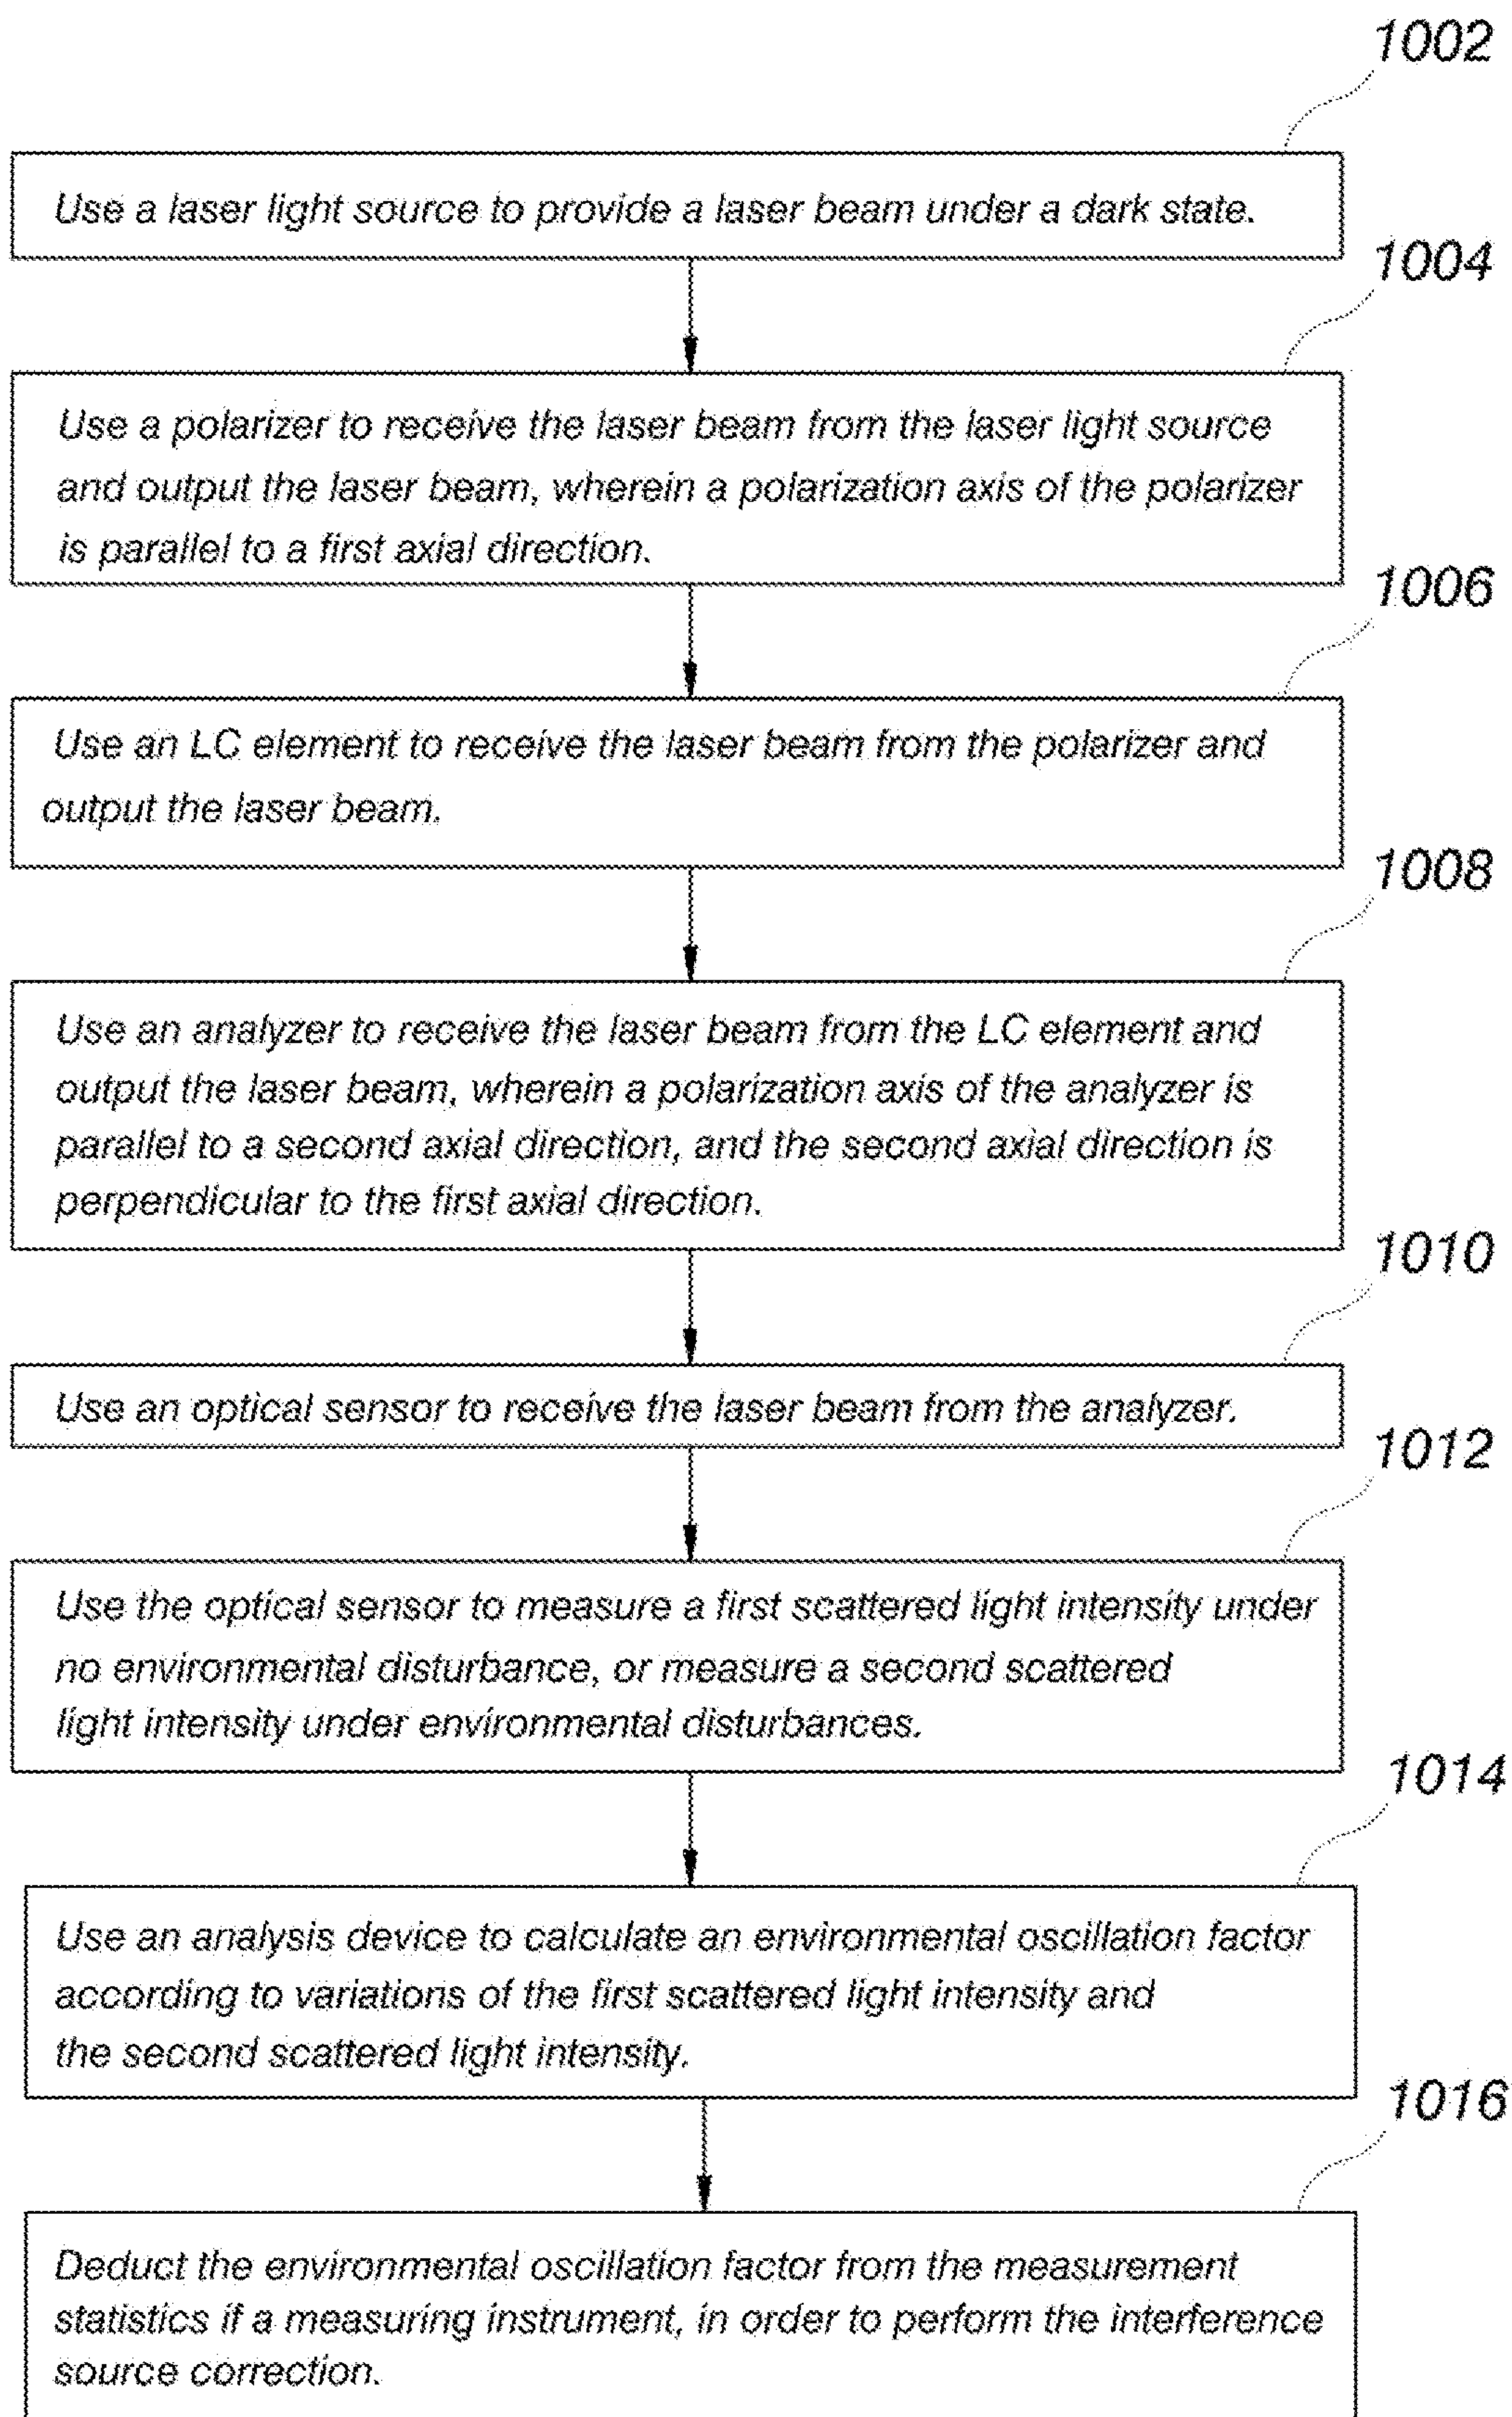 1002
Use a laser light source to provide a laser beam under a dark state.
1004
Use a polarizer to receive the laser beam from the laser light source
and output the laser beam, wherein a polarization axis of the polarizer
is parallel to a first axial direction.
1006
Use an LC element to receive the laser beam from the polarizer and
output the laser beam.
1008
Use an analyzer to receive the laser beam from the LC element and
output the laser beam, wherein a polarization axis of the analyzer is
parallel to a second axial direction, and the second axial direction is
perpendicular to the first axial direction.
1010
Use an optical sensor to receive the laser beam from the analyzer.
1012
Use the optical sensor to measure a first scattered light intensity under
no environmental disturbance, or measure a second scattered
light intensity under environmental disturbances.
1014
Use an analysis device to calculate an environmental oscillation factor
according to variations of the first scattered light intensity and
the second scattered light intensity.
1016
Deduct the environmental oscillation factor from the measurement
statistics if a measuring instrument, in order to perform the interference
source correction.